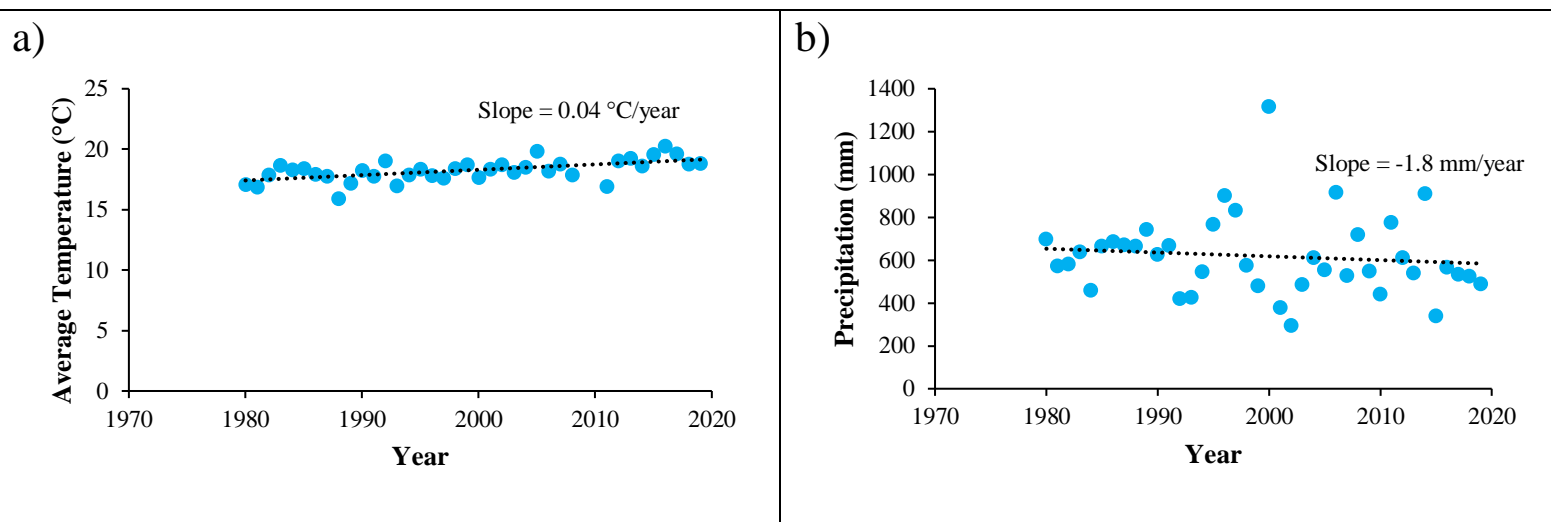 a)
Average Temperature (°C)
25
20
15
10
5
0
Slope = 0.04 °C/year
1970 1980 1990 2000 2010 2020
Year
b)
Precipitation (mm)
1400
1200
1000
800
600
400
200
0
Slope = -1.8 mm/year
1970 1980 1990 2000 2010 2020
Year